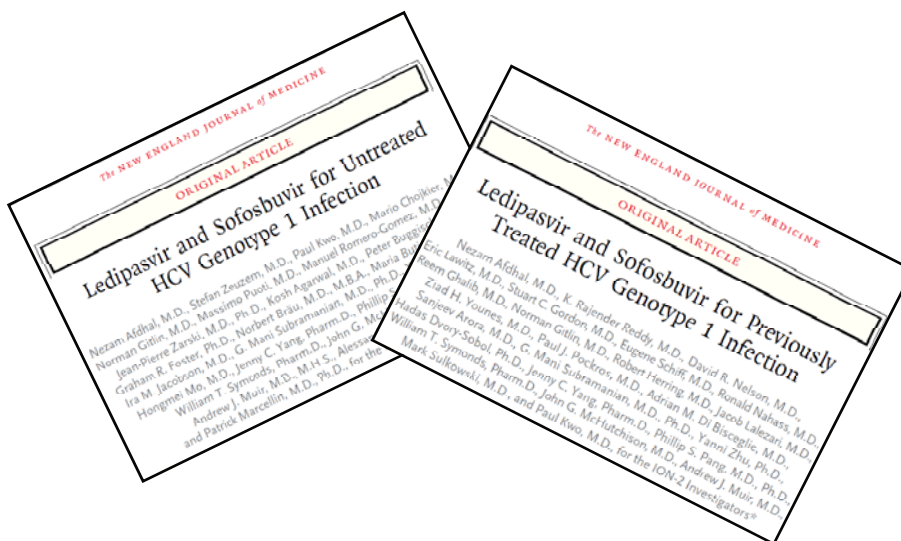 The NEW ENGLAND JOURNAL of MEDICINE
ORIGINAL ARTICLE
Ledipasvir and Sofosbuvir for Untreated
HCV Genotype 1 Infection
Nezam Afdhal, M.D., Stefan Zeuzem, M.D., Paul Kwo, M.D., Mario Chojkier, M
Norman Gitlin, M.D., Massimo Puoti, M.D., Manuel Romero-Gomez, M.D.
Jean-Pierre Zarski, M.D., Ph.D., Kosh Agarwal, M.D., Peter Buggisch
Graham R. Foster, Ph.D., Norbert Bräu, M.D., M.B.A., Maria Buti
Ira M. Jacobson, M.D., G. Mani Subramanian, M.D., Ph.D.,
Hongmei Mo, M.D., Jenny C. Yang, Pharm.D., Phillip S
William T. Symonds, Pharm.D., John G. McH
Andrew J. Muir, M.D., M.H.S., Alessa
and Patrick Marcellin, M.D., Ph.D., for the
The NEW ENGLAND JOURNAL of MEDICINE
ORIGINAL ARTICLE
Ledipasvir and Sofosbuvir for Previously
Treated HCV Genotype 1 Infection
Nezam Afdhal, M.D., K. Rajender Reddy, M.D., David R. Nelson, M.D.,
Eric Lawitz, M.D., Stuart C. Gordon, M.D., Eugene Schiff, M.D., Ronald Nahass, M.D.,
Reem Ghalib, M.D., Norman Gitlin, M.D., Robert Herring, M.D., Jacob Lalezari, M.D.,
Ziad H. Younes, M.D., Paul J. Pockros, M.D., Adrian M. Di Bisceglie, M.D.,
Sanjeev Arora, M.D., G. Mani Subramanian, M.D., Ph.D., Yanni Zhu, Ph.D.,
Hadas Dvory-Sobol, Ph.D., Jenny C. Yang, Pharm.D., Phillip S. Pang, M.D., Ph.D.,
William T. Symonds, Pharm.D., John G. McHutchison, M.D., Andrew J. Muir, M.D.,
Mark Sulkowski, M.D., and Paul Kwo, M.D., for the ION-2 Investigators*